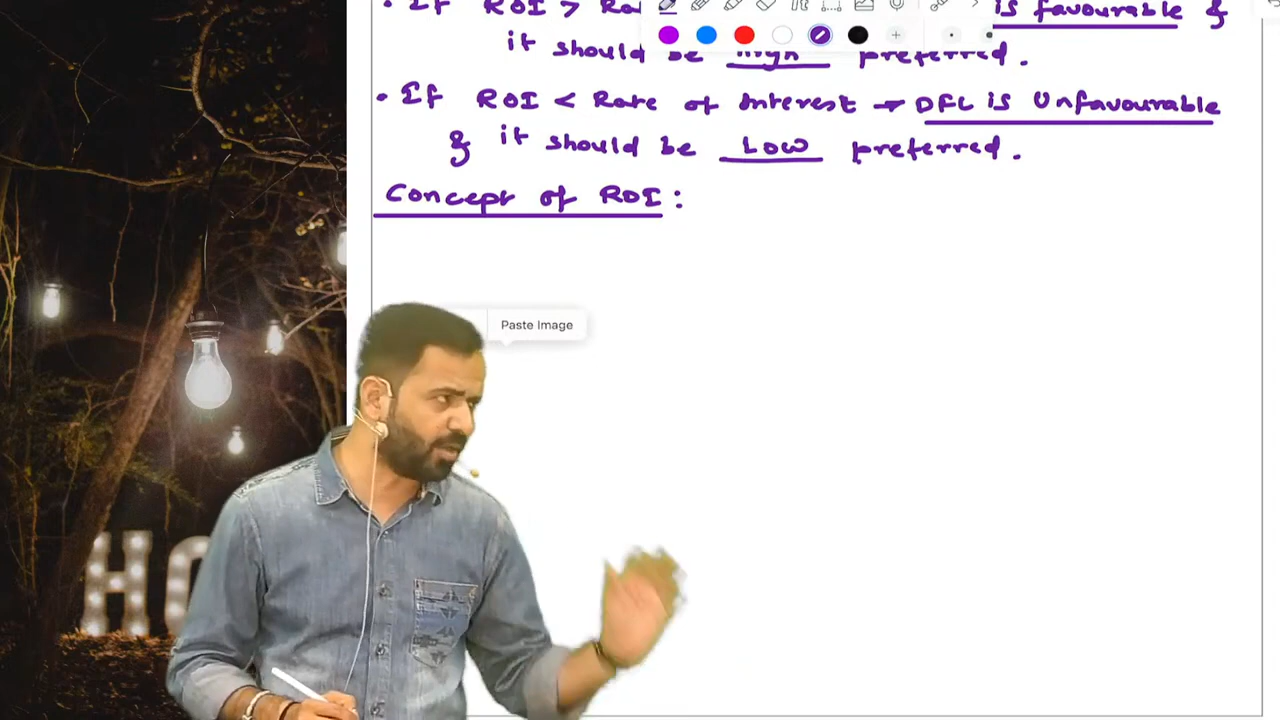 • If ROI > is favourable &
it should be High preferred.
• If ROI < Rate of Interest → DFL is Unfavourable
& it should be Low preferred.
Concept of ROI:
Paste Image
HO